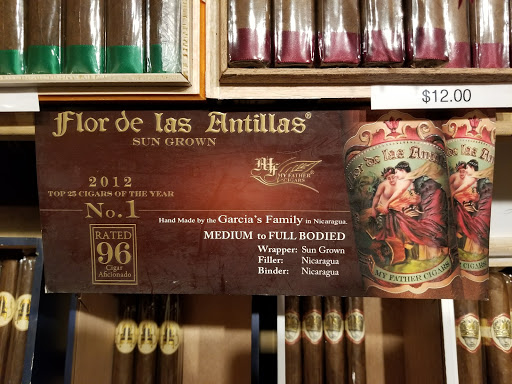 $12.00
Flor de las Antillas®
SUN GROWN
MF
MY FATHER
CIGARS
2012
TOP 25 CIGARS OF THE YEAR
No.1
RATED
96
Cigar
Aficionado
Hand Made by the Garcia's Family in Nicaragua.
MEDIUM to FULL BODIED
Wrapper: Sun Grown
Filler: Nicaragua
Binder: Nicaragua
Flor de las Antillas
MY FATHER CIGARS